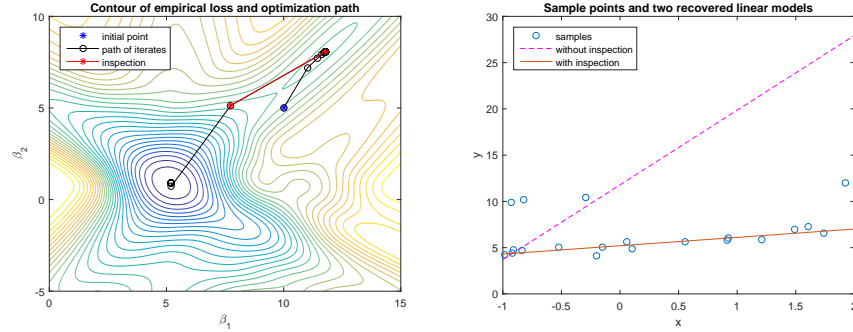 Contour of empirical loss and optimization path
10
5
0
-5
β2
initial point
path of iterates
inspection
0
5
10
15
β1
Sample points and two recovered linear models
30
25
20
15
10
5
0
y
samples
without inspection
with inspection
-1
-0.5
0
0.5
1
1.5
2
x